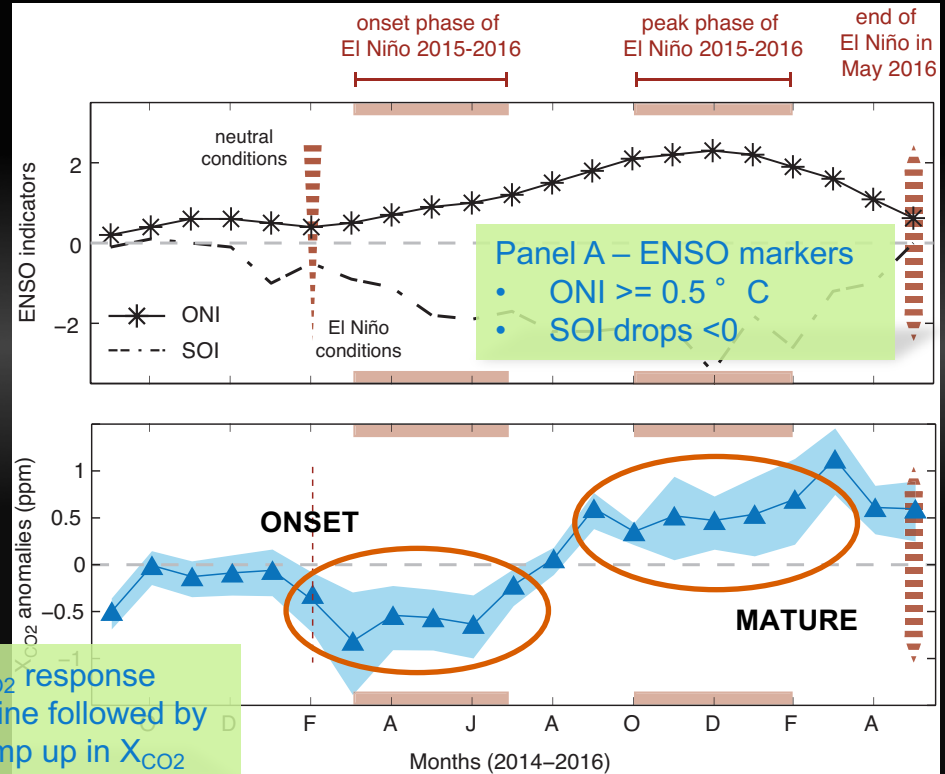 onset phase of
El Niño 2015-2016
peak phase of
El Niño 2015-2016
end of
El Niño in
May 2016
ENSO indicators
2
0
−2
neutral
conditions
El Niño
conditions
ONI
SOI
Panel A – ENSO markers
• ONI >= 0.5 ° C
• SOI drops <0
XCO2 anomalies (ppm)
1
0.5
0
−0.5
−1
ONSET
MATURE
response
followed by
up in XCO2
D F A J A O D F A
Months (2014−2016)